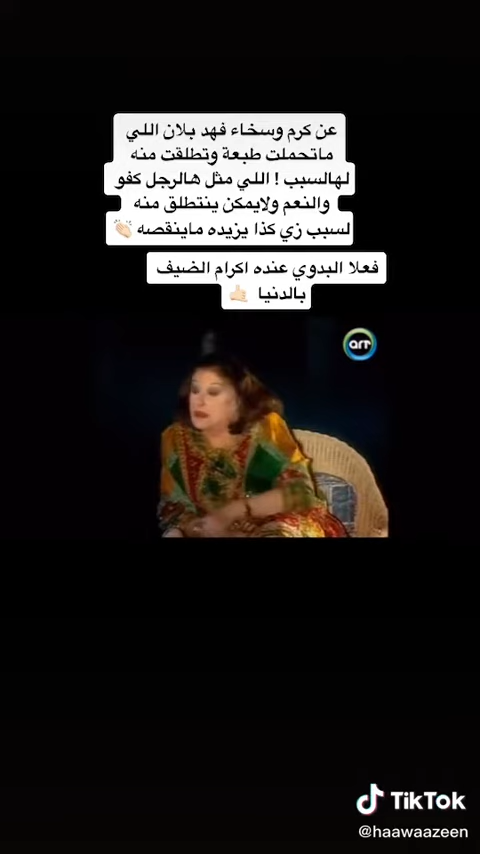 عن كرم وسخاء فهد بلان اللي
ماتحملت طبعة وتطلقت منه
لهالسبب ! اللي مثل هالرجل كفو
والنعم ولايمكن ينتطلق منه
لسبب زي كذا يزيده ماينقصه 👏🏻
فعلا البدوي عنده اكرام الضيف
بالدنيا 🤙🏻
art
TikTok
@haawaazeen